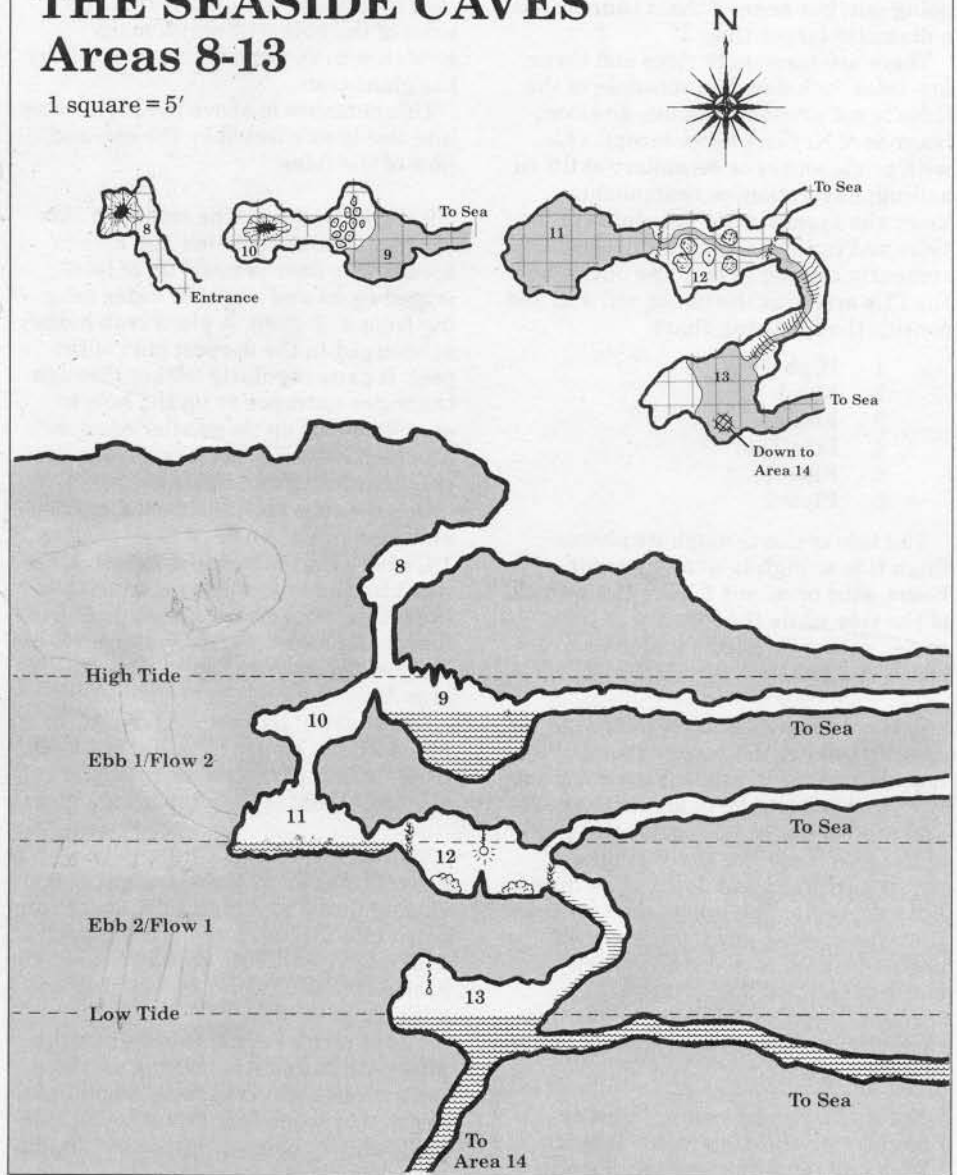 THE SEASIDE CAVES
Areas 8-13
1 square = 5′
N
8
Entrance
10
To Sea
9
11
To Sea
12
13
To Sea
Down to
Area 14
8
High Tide
9
10
To Sea
Ebb 1/Flow 2
11
To Sea
12
Ebb 2/Flow 1
13
Low Tide
To Sea
To
Area 14